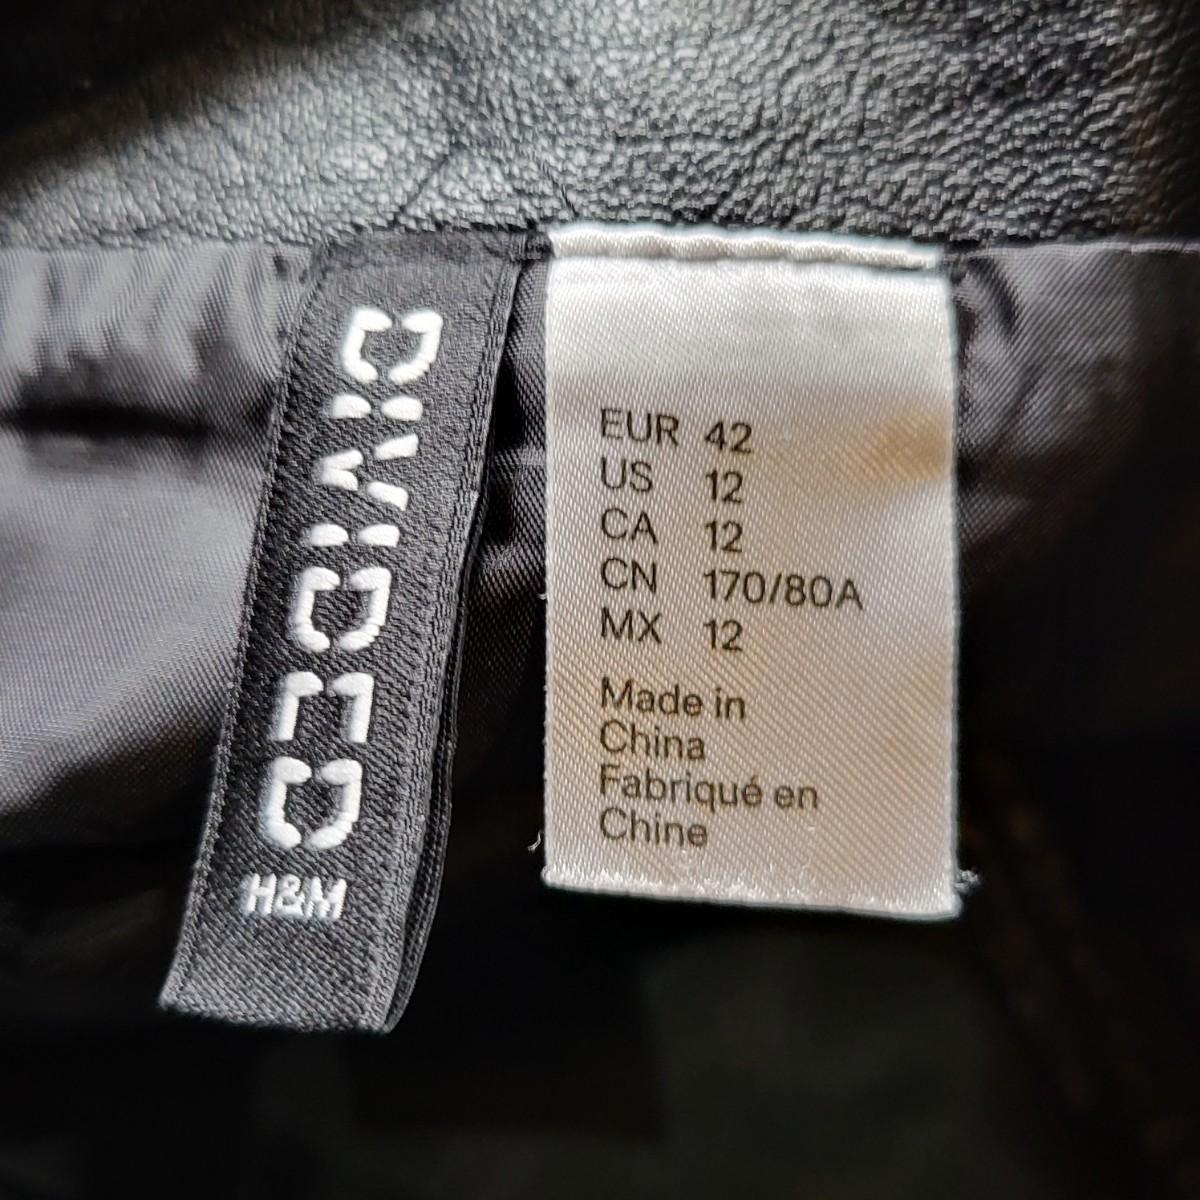 DIVIDED
H&M
EUR 42
US 12
CA 12
CN 170/80A
MX 12
Made in
China
Fabriqué en
Chine